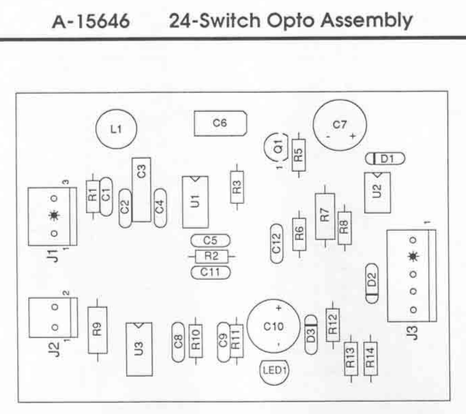 A-15646 24-Switch Opto Assembly
L1 C6 C7 - +
Q1 1 R5 D1
R1 C1 C2 C3 C4 U1 R3 U2
J1 3 1
C5 R2 C11 C12 R6 R7 R8
J3 1
D2
J2 2 1
R9 U3 C8 R10 C9 R11 C10 + - D3 R12
LED1 R13 R14